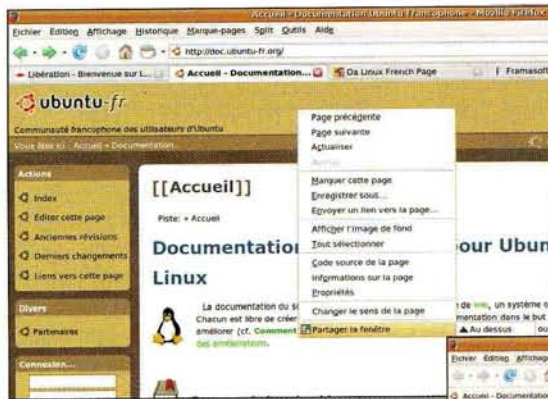 Accueil - Documentation Ubuntu Francophone - Mozilla Firefox
Fichier Edition Affichage Historique Marque-pages Split Outils Aide
http://doc.ubuntu-fr.org/
Libération - Bienvenue sur L...
Accueil - Documentation...
Da Linux French Page
Framasoft
ubuntu-fr
Communauté francophone des utilisateurs d'Ubuntu
Vous êtes ici : Accueil » Documentation
Actions
Index
Editer cette page
Anciennes révisions
Derniers changements
Liens vers cette page
Divers
Partenaires
Connexion...
[[Accueil]]
Piste: » Accueil
Documentation
our Ubun
Linux
La documentation du s
de wiki, un système
Chacun est libre de créer
mentation dans le but
améliorer (cf. Comment
des améliorations.
Page précédente
Page suivante
Actualiser
Marquer cette page
Enregistrer sous...
Envoyer un lien vers la page...
Afficher l'image de fond
Tout sélectionner
Code source de la page
Informations sur la page
Propriétés
Changer le sens de la page
Partager la fenêtre
Au dessus
ou
Fichier Edition Affichage
Accueil - Documentation